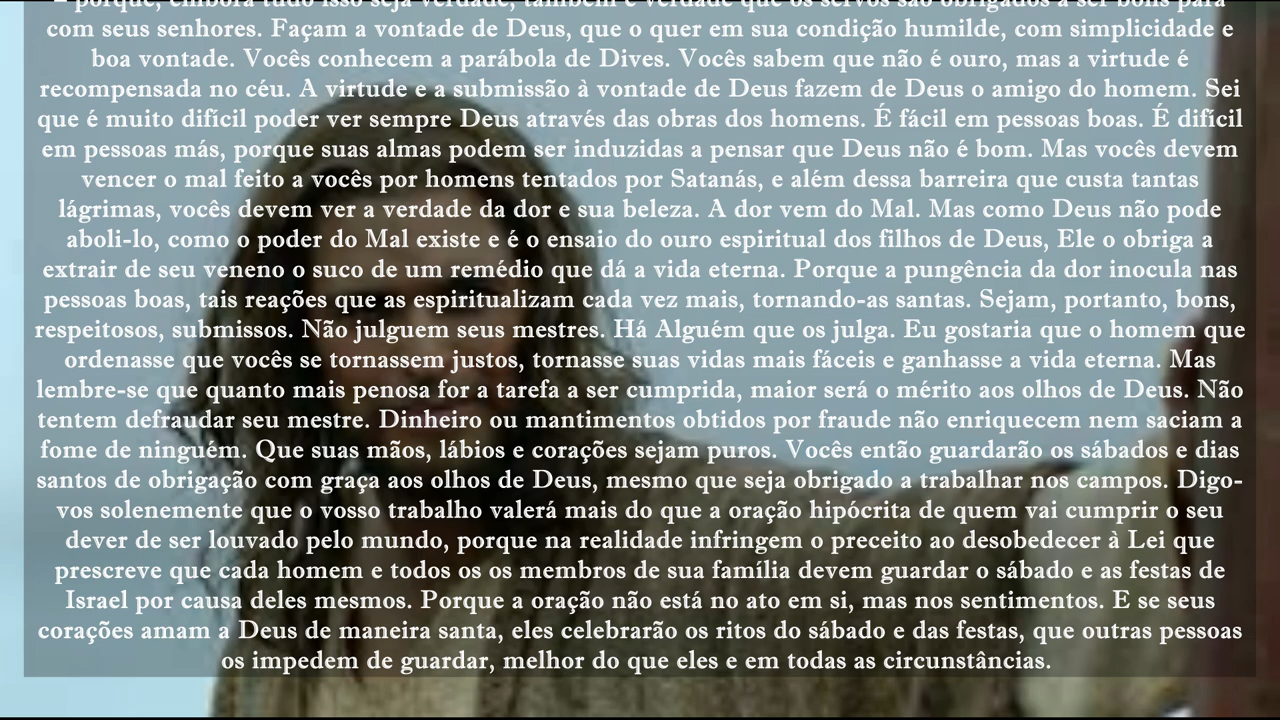 – porque, embora tudo isso seja verdade, também é verdade que os servos são obrigados a ser bons para
com seus senhores. Façam a vontade de Deus, que o quer em sua condição humilde, com simplicidade e
boa vontade. Vocês conhecem a parábola de Dives. Vocês sabem que não é ouro, mas a virtude é
recompensada no céu. A virtude e a submissão à vontade de Deus fazem de Deus o amigo do homem. Sei
que é muito difícil poder ver sempre Deus através das obras dos homens. É fácil em pessoas boas. É difícil
em pessoas más, porque suas almas podem ser induzidas a pensar que Deus não é bom. Mas vocês devem
vencer o mal feito a vocês por homens tentados por Satanás, e além dessa barreira que custa tantas
lágrimas, vocês devem ver a verdade da dor e sua beleza. A dor vem do Mal. Mas como Deus não pode
aboli-lo, como o poder do Mal existe e é o ensaio do ouro espiritual dos filhos de Deus, Ele o obriga a
extrair de seu veneno o suco de um remédio que dá a vida eterna. Porque a pungência da dor inocula nas
pessoas boas, tais reações que as espiritualizam cada vez mais, tornando-as santas. Sejam, portanto, bons,
respeitosos, submissos. Não julguem seus mestres. Há Alguém que os julga. Eu gostaria que o homem que
ordenasse que vocês se tornassem justos, tornasse suas vidas mais fáceis e ganhasse a vida eterna. Mas
lembre-se que quanto mais penosa for a tarefa a ser cumprida, maior será o mérito aos olhos de Deus. Não
tentem defraudar seu mestre. Dinheiro ou mantimentos obtidos por fraude não enriquecem nem saciam a
fome de ninguém. Que suas mãos, lábios e corações sejam puros. Vocês então guardarão os sábados e dias
santos de obrigação com graça aos olhos de Deus, mesmo que seja obrigado a trabalhar nos campos. Digo-
vos solenemente que o vosso trabalho valerá mais do que a oração hipócrita de quem vai cumprir o seu
dever de ser louvado pelo mundo, porque na realidade infringem o preceito ao desobedecer à Lei que
prescreve que cada homem e todos os os membros de sua família devem guardar o sábado e as festas de
Israel por causa deles mesmos. Porque a oração não está no ato em si, mas nos sentimentos. E se seus
corações amam a Deus de maneira santa, eles celebrarão os ritos do sábado e das festas, que outras pessoas
os impedem de guardar, melhor do que eles e em todas as circunstâncias.